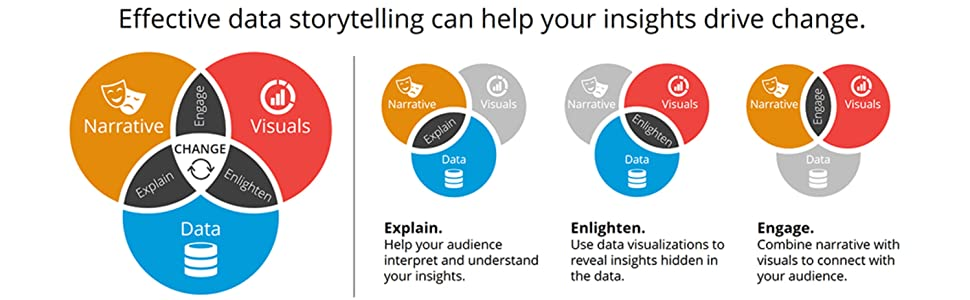 Effective data storytelling can help your insights drive change.
Narrative
Engage
Visuals
CHANGE
Explain
Enlighten
Data
Narrative
Visuals
Explain
Data
Narrative
Visuals
Enlighten
Data
Narrative
Engage
Visuals
Data
Explain.
Help your audience
interpret and understand
your insights.
Enlighten.
Use data visualizations to
reveal insights hidden in
the data.
Engage.
Combine narrative with
visuals to connect with
your audience.